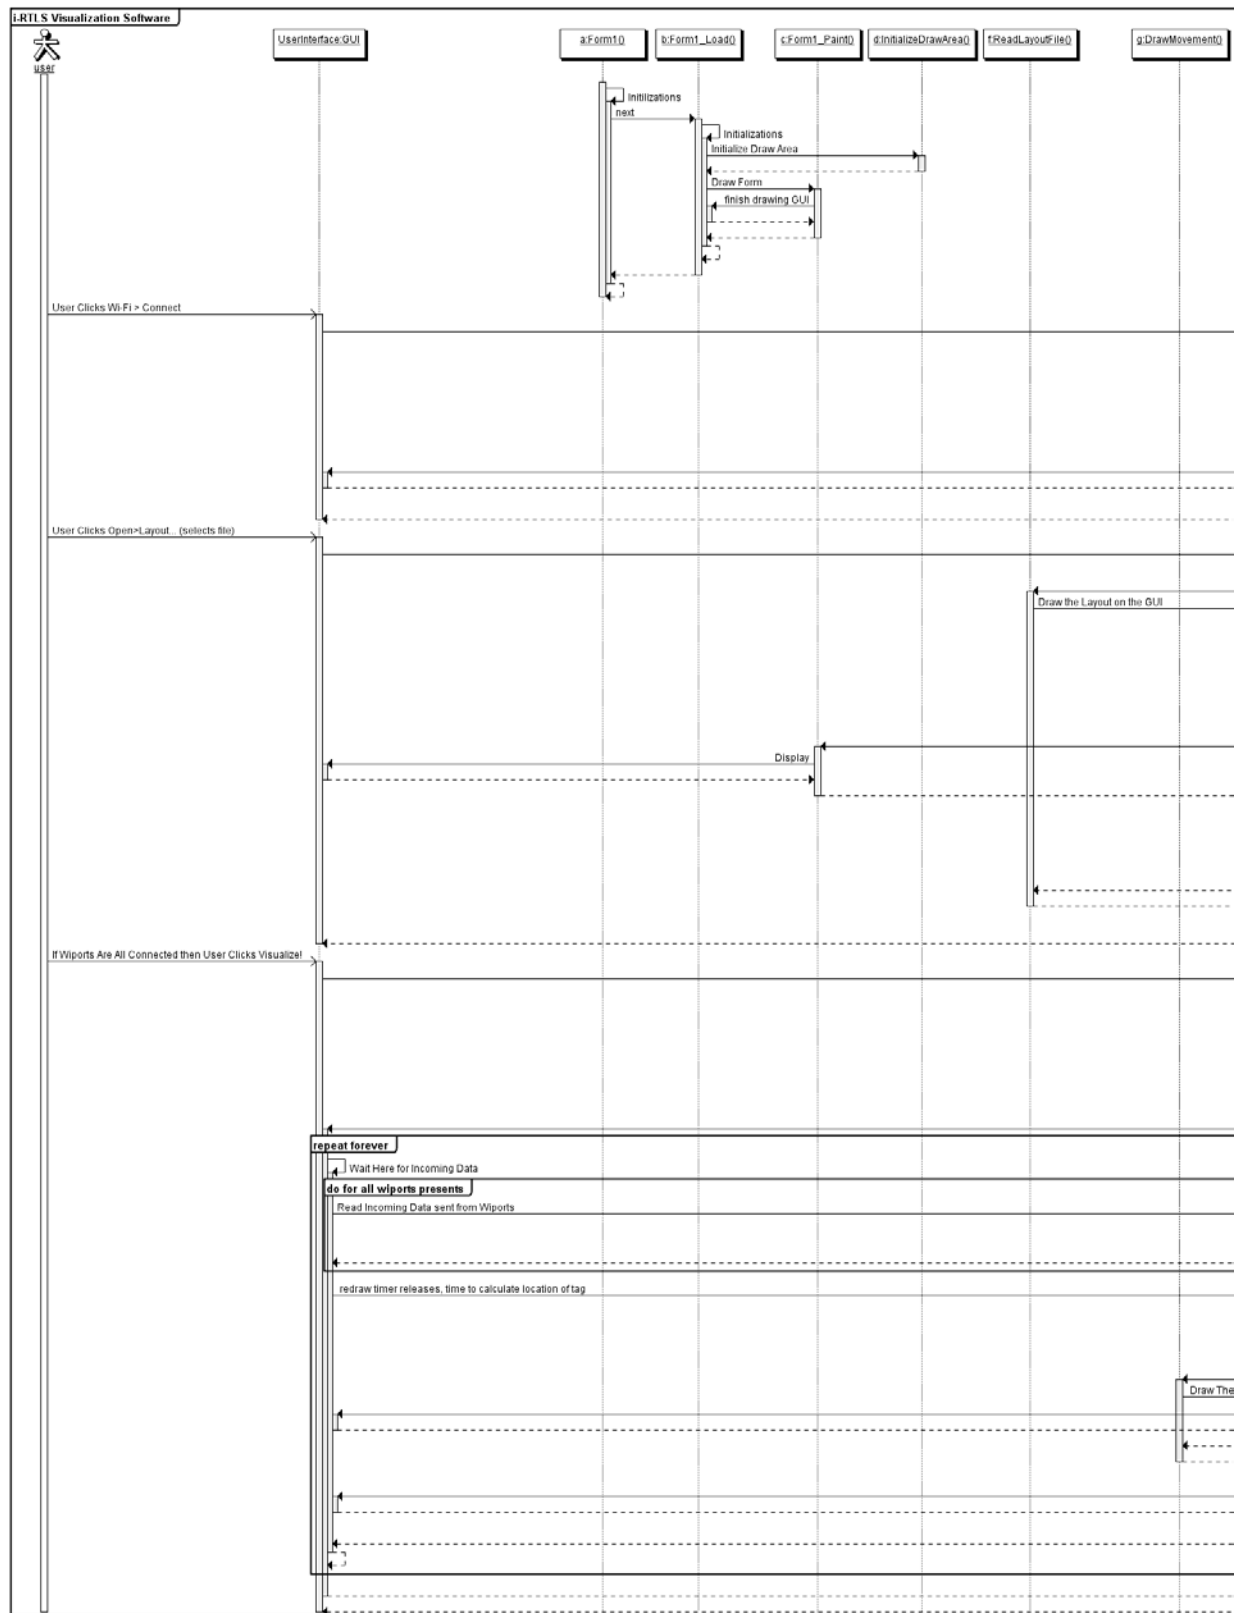 i-RTLS Visualization Software
user
UserInterface:GUI
a:Form1()
b:Form1_Load()
c:Form1_Paint()
d:InitializeDrawArea()
f:ReadLayoutFile()
g:DrawMovement()
Initilizations
next
Initializations
Initialize Draw Area
Draw Form
finish drawing GUI
User Clicks Wi-Fi > Connect
User Clicks Open>Layout... (selects file)
Draw the Layout on the GUI
Display
If Wiports Are All Connected then User Clicks Visualize!
repeat forever
Wait Here for Incoming Data
do for all wiports presents
Read Incoming Data sent from Wiports
redraw timer releases, time to calculate location of tag
Draw The